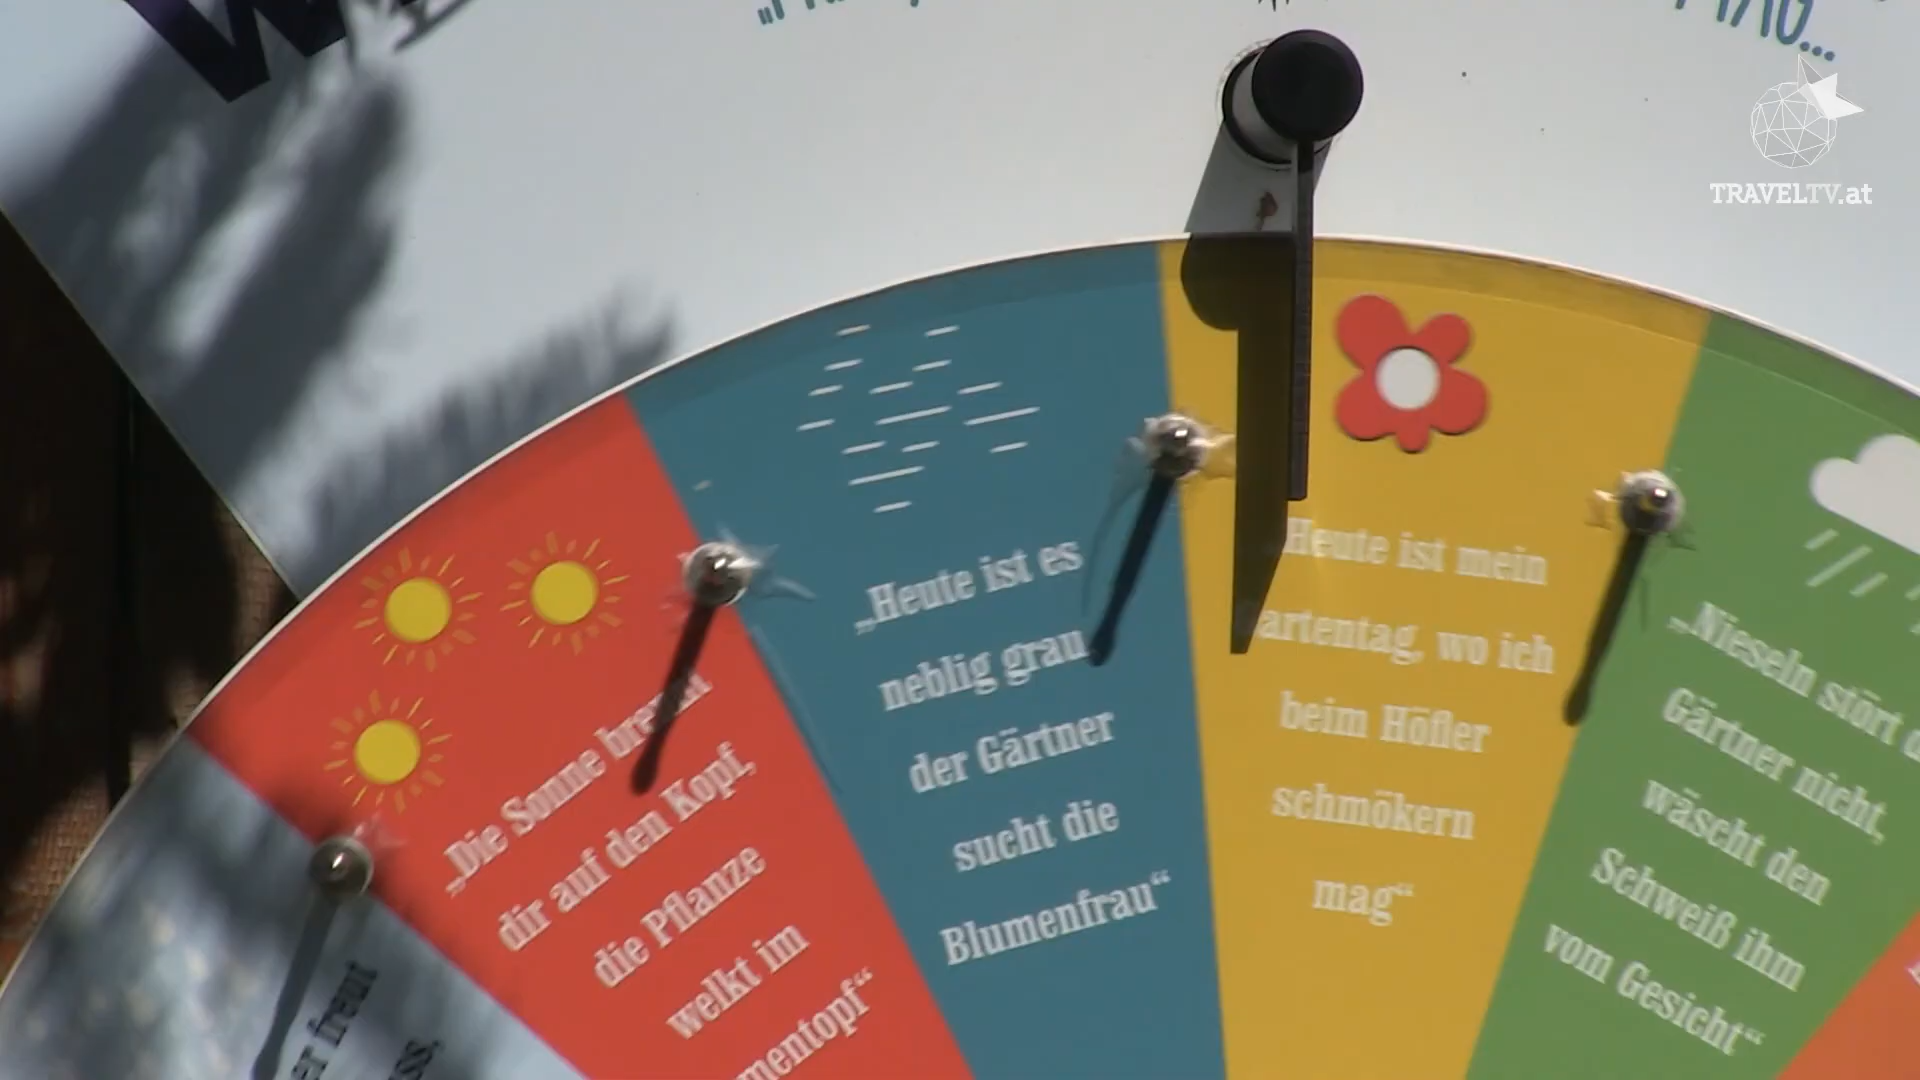 TRAVELTV.at
„Die Sonne brennt
dir auf den Kopf,
die Pflanze
welkt im
mentopf“
„Heute ist es
neblig grau
der Gärtner
sucht die
Blumenfrau“
Heute ist mein
artentag, wo ich
beim Höfler
schmökern
mag“
„Nieseln stört d
Gärtner nicht,
wäscht den
Schweiß ihm
vom Gesicht“
er freut